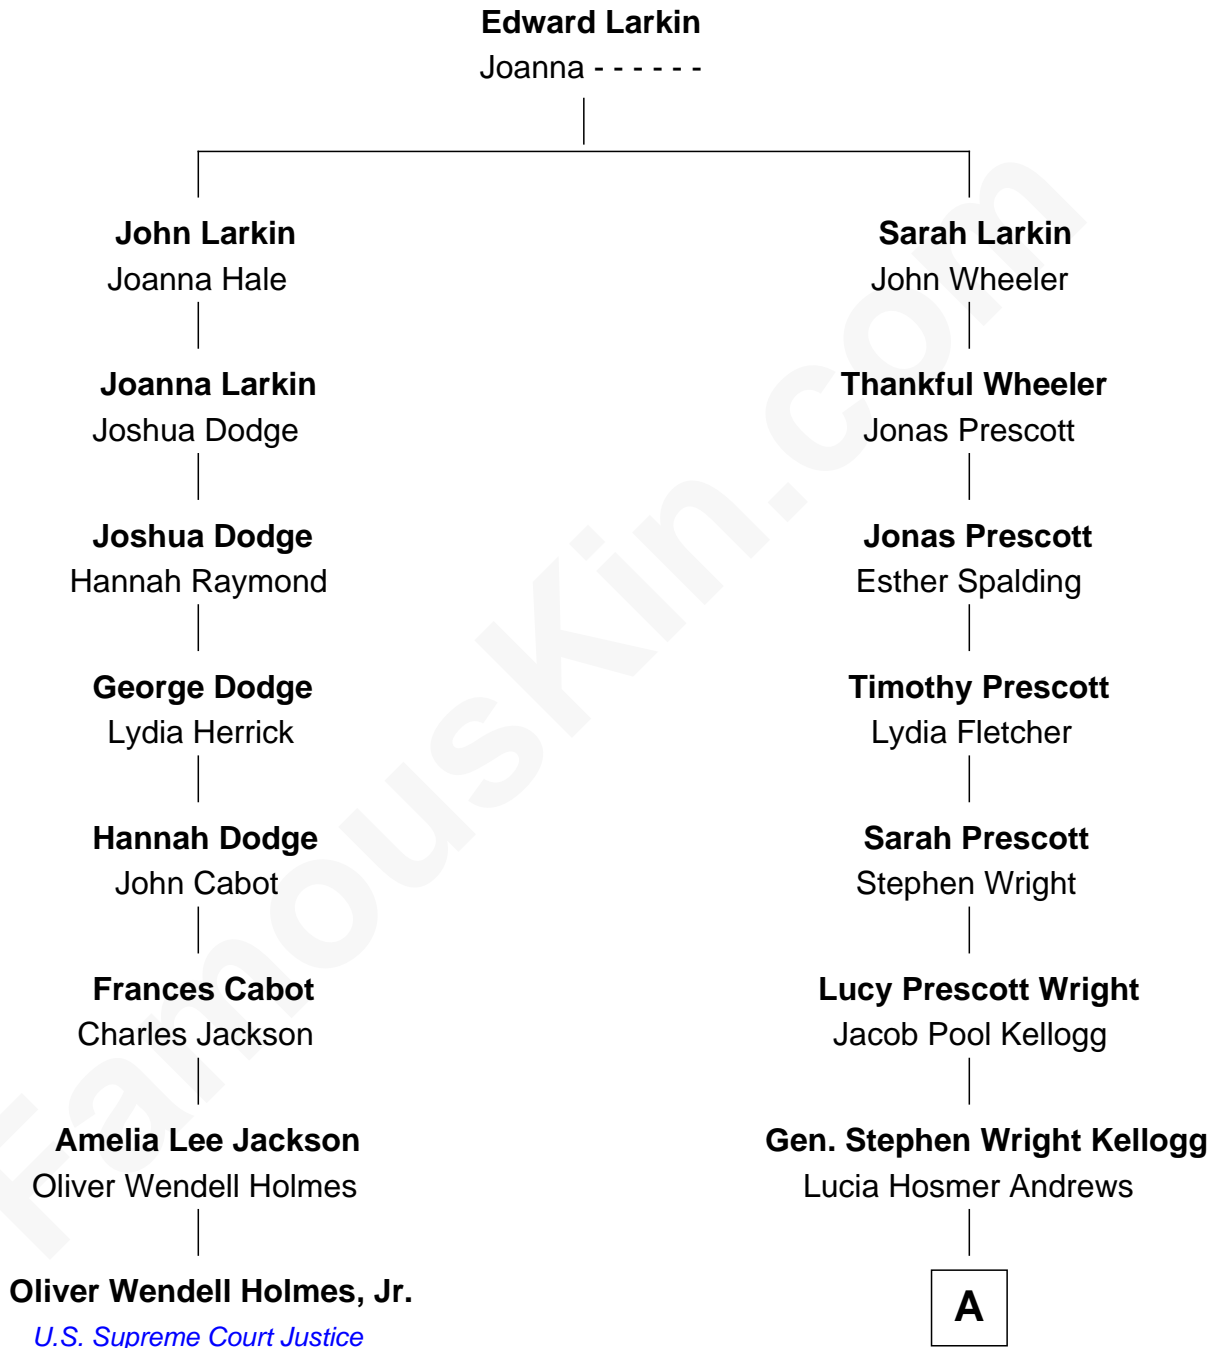 Edward Larkin
Joanna - - - - - -
John Larkin
Joanna Hale
Sarah Larkin
John Wheeler
Joanna Larkin
Joshua Dodge
Thankful Wheeler
Jonas Prescott
Joshua Dodge
Hannah Raymond
Jonas Prescott
Esther Spalding
George Dodge
Lydia Herrick
Timothy Prescott
Lydia Fletcher
Hannah Dodge
John Cabot
Sarah Prescott
Stephen Wright
Frances Cabot
Charles Jackson
Lucy Prescott Wright
Jacob Pool Kellogg
Amelia Lee Jackson
Oliver Wendell Holmes
Gen. Stephen Wright Kellogg
Lucia Hosmer Andrews
Oliver Wendell Holmes, Jr.
U.S. Supreme Court Justice
A
FamousKin.com